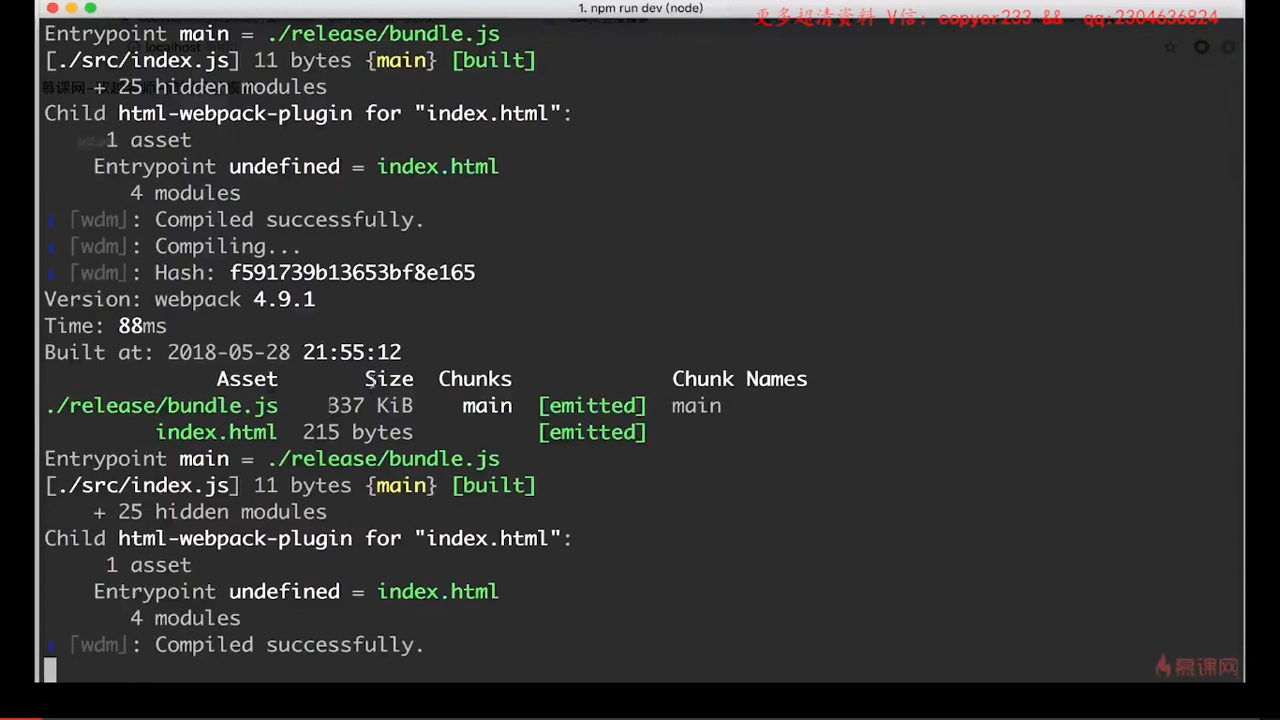 1. npm run dev (node)
更多超清资料 V信: copyer233 && qq:2304636824
Entrypoint main = ./release/bundle.js
localhost
[./src/index.js] 11 bytes {main} [built]
+ 25 hidden modules
慕课网
Child html-webpack-plugin for "index.html":
1 asset
Entrypoint undefined = index.html
4 modules
ℹ 「wdm」: Compiled successfully.
ℹ 「wdm」: Compiling...
ℹ 「wdm」: Hash: f591739b13653bf8e165
Version: webpack 4.9.1
Time: 88ms
Built at: 2018-05-28 21:55:12
Asset Size Chunks Chunk Names
./release/bundle.js 337 KiB main [emitted] main
index.html 215 bytes [emitted]
Entrypoint main = ./release/bundle.js
[./src/index.js] 11 bytes {main} [built]
+ 25 hidden modules
Child html-webpack-plugin for "index.html":
1 asset
Entrypoint undefined = index.html
4 modules
ℹ 「wdm」: Compiled successfully.
慕课网